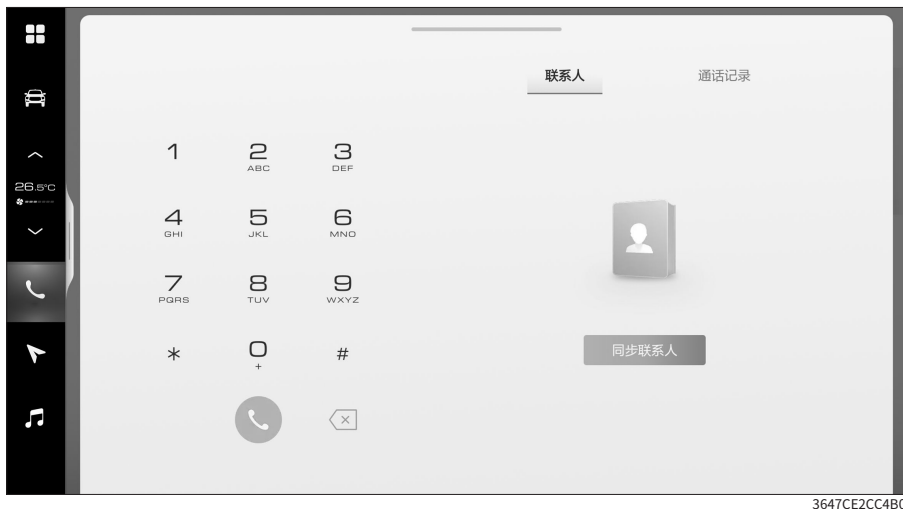 联系人 通话记录
1 2 3
ABC DEF
26.5°C
4 5 6
GHI JKL MNO
7 8 9
PQRS TUV WXYZ
* 0 #
+
同步联系人
3647CE2CC4B0